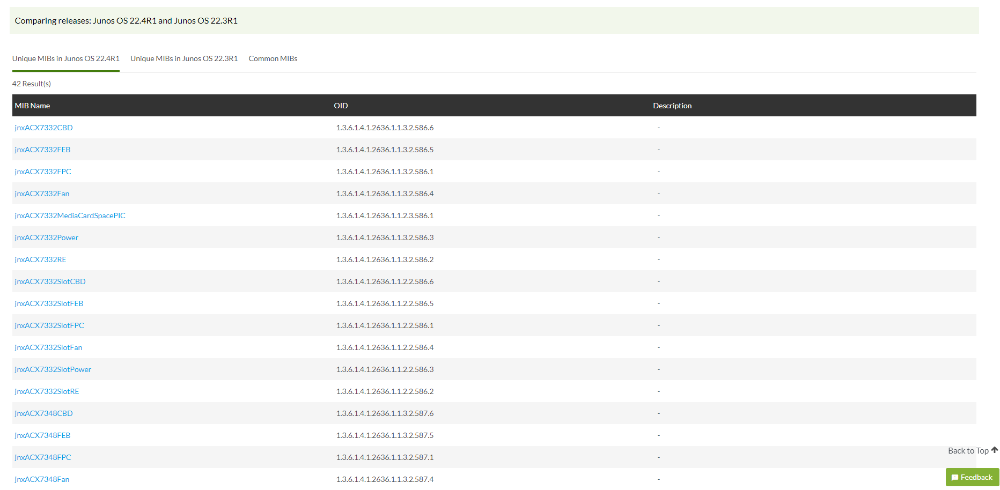 Comparing releases: Junos OS 22.4R1 and Junos OS 22.3R1
Unique MIBs in Junos OS 22.4R1 Unique MIBs in Junos OS 22.3R1 Common MIBs
42 Result(s)
MIB Name OID Description
jnxACX7332CBD 1.3.6.1.4.1.2636.1.1.3.2.586.6 -
jnxACX7332FEB 1.3.6.1.4.1.2636.1.1.3.2.586.5 -
jnxACX7332FPC 1.3.6.1.4.1.2636.1.1.3.2.586.1 -
jnxACX7332Fan 1.3.6.1.4.1.2636.1.1.3.2.586.4 -
jnxACX7332MediaCardSpacePIC 1.3.6.1.4.1.2636.1.1.2.3.586.1 -
jnxACX7332Power 1.3.6.1.4.1.2636.1.1.3.2.586.3 -
jnxACX7332RE 1.3.6.1.4.1.2636.1.1.3.2.586.2 -
jnxACX7332SlotCBD 1.3.6.1.4.1.2636.1.1.2.2.586.6 -
jnxACX7332SlotFEB 1.3.6.1.4.1.2636.1.1.2.2.586.5 -
jnxACX7332SlotFPC 1.3.6.1.4.1.2636.1.1.2.2.586.1 -
jnxACX7332SlotFan 1.3.6.1.4.1.2636.1.1.2.2.586.4 -
jnxACX7332SlotPower 1.3.6.1.4.1.2636.1.1.2.2.586.3 -
jnxACX7332SlotRE 1.3.6.1.4.1.2636.1.1.2.2.586.2 -
jnxACX7348CBD 1.3.6.1.4.1.2636.1.1.3.2.587.6 -
jnxACX7348FEB 1.3.6.1.4.1.2636.1.1.3.2.587.5 -
Back to Top
jnxACX7348FPC 1.3.6.1.4.1.2636.1.1.3.2.587.1 -
jnxACX7348Fan 1.3.6.1.4.1.2636.1.1.3.2.587.4 -
Feedback